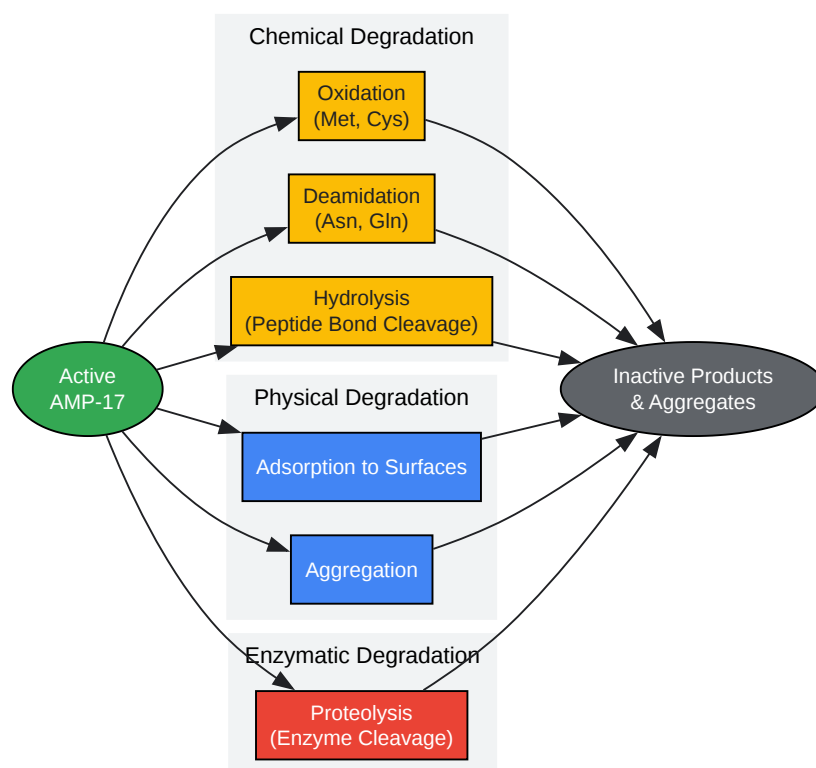 Chemical Degradation
Oxidation
(Met, Cys)
Deamidation
(Asn, Gln)
Hydrolysis
(Peptide Bond Cleavage)
Active
AMP-17
Inactive Products
& Aggregates
Physical Degradation
Adsorption to Surfaces
Aggregation
Enzymatic Degradation
Proteolysis
(Enzyme Cleavage)